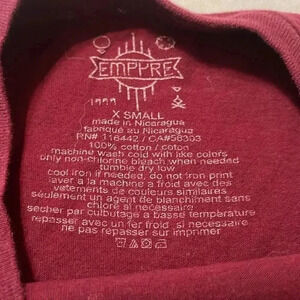 EMPYRE
1999
X SMALL
made in Nicaragua
fabriqué au Nicaragua
RN# 116442 / CA#58303
100% cotton / coton
machine wash cold with like colors
only non-chlorine bleach when needed
tumble dry low
cool iron if needed, do not iron print
laver à la machine à froid avec des
vêtements de couleurs similaires
seulement un agent de blanchiment sans
chlore si nécessaire
sécher par culbutage à basse température
repasser avec un fer froid si nécessaire
ne pas repasser sur imprimer